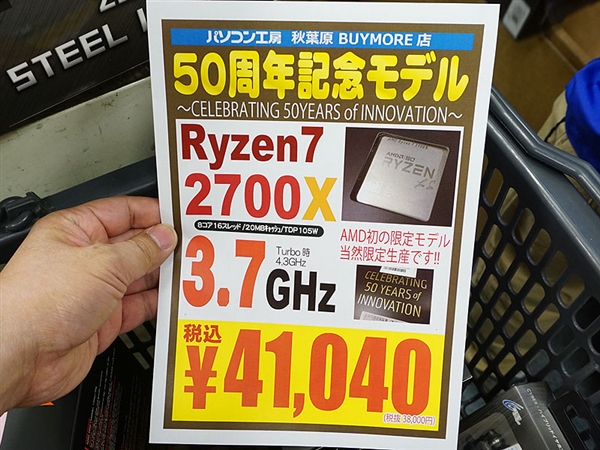 STEEL
パソコン工房 秋葉原 BUYMORE 店
50周年記念モデル
～CELEBRATING 50YEARS of INNOVATION～
Ryzen7
2700X
8コア16スレッド/20MBキャッシュ/TDP105W
3.7GHz
Turbo時
4.3GHz
AMD50
RYZEN
AMD初の限定モデル
当然限定生産です!!
CELEBRATING
50 YEARS of
INNOVATION
税込
¥41,040
(税抜 38,000円)